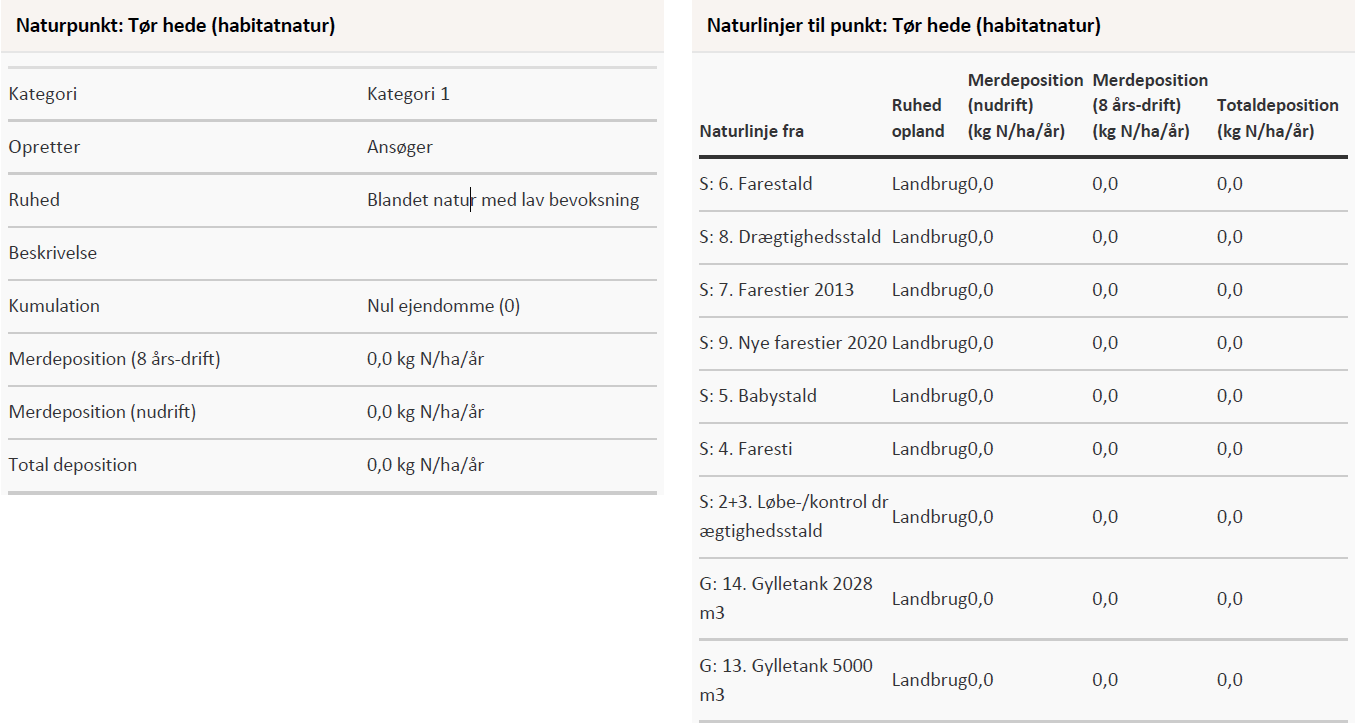 Naturpunkt: Tør hede (habitatnatur)
Kategori Kategori 1
Opretter Ansøger
Ruhed Blandet natur med lav bevoksning
Beskrivelse
Kumulation Nul ejendomme (0)
Merdeposition (8 års-drift) 0,0 kg N/ha/år
Merdeposition (nudrift) 0,0 kg N/ha/år
Total deposition 0,0 kg N/ha/år
Naturlinjer til punkt: Tør hede (habitatnatur)
Merdeposition Merdeposition
Ruhed (nudrift) (8 års-drift) Totaldeposition
Naturlinje fra opland (kg N/ha/år) (kg N/ha/år) (kg N/ha/år)
S: 6. Farestald Landbrug 0,0 0,0 0,0
S: 8. Drægtighedsstald Landbrug 0,0 0,0 0,0
S: 7. Farestier 2013 Landbrug 0,0 0,0 0,0
S: 9. Nye farestier 2020 Landbrug 0,0 0,0 0,0
S: 5. Babystald Landbrug 0,0 0,0 0,0
S: 4. Faresti Landbrug 0,0 0,0 0,0
S: 2+3. Løbe-/kontrol dr
ægtighedsstald Landbrug 0,0 0,0 0,0
G: 14. Gylletank 2028
m3 Landbrug 0,0 0,0 0,0
G: 13. Gylletank 5000
m3 Landbrug 0,0 0,0 0,0